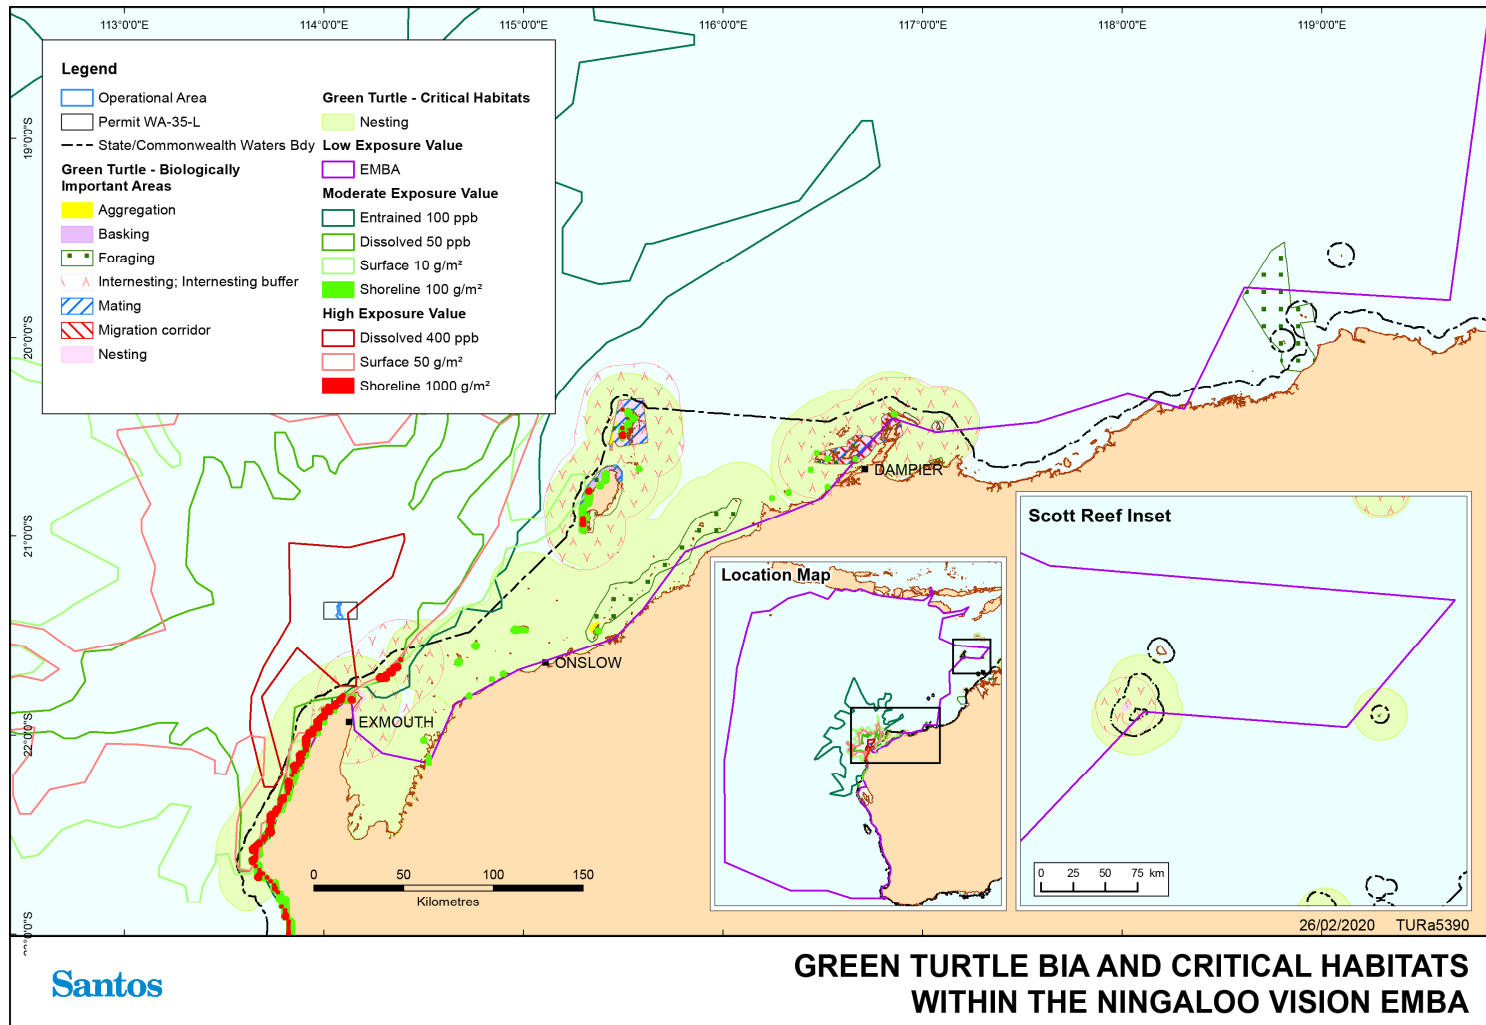 113°0'0"E 114°0'0"E 115°0'0"E 116°0'0"E 117°0'0"E 118°0'0"E 119°0'0"E
Legend
Operational Area
Permit WA-35-L
State/Commonwealth Waters Bdy
Green Turtle - Biologically
Important Areas
Aggregation
Basking
Foraging
Internesting; Internesting buffer
Mating
Migration corridor
Nesting
Green Turtle - Critical Habitats
Nesting
Low Exposure Value
EMBA
Moderate Exposure Value
Entrained 100 ppb
Dissolved 50 ppb
Surface 10 g/m²
Shoreline 100 g/m²
High Exposure Value
Dissolved 400 ppb
Surface 50 g/m²
Shoreline 1000 g/m²
19°0'0"S
20°0'0"S
21°0'0"S
22°0'0"S
DAMPIER
ONSLOW
EXMOUTH
Location Map
Scott Reef Inset
0 25 50 75 km
0 50 100 150
Kilometres
26/02/2020 TURa5390
Santos
GREEN TURTLE BIA AND CRITICAL HABITATS
WITHIN THE NINGALOO VISION EMBA